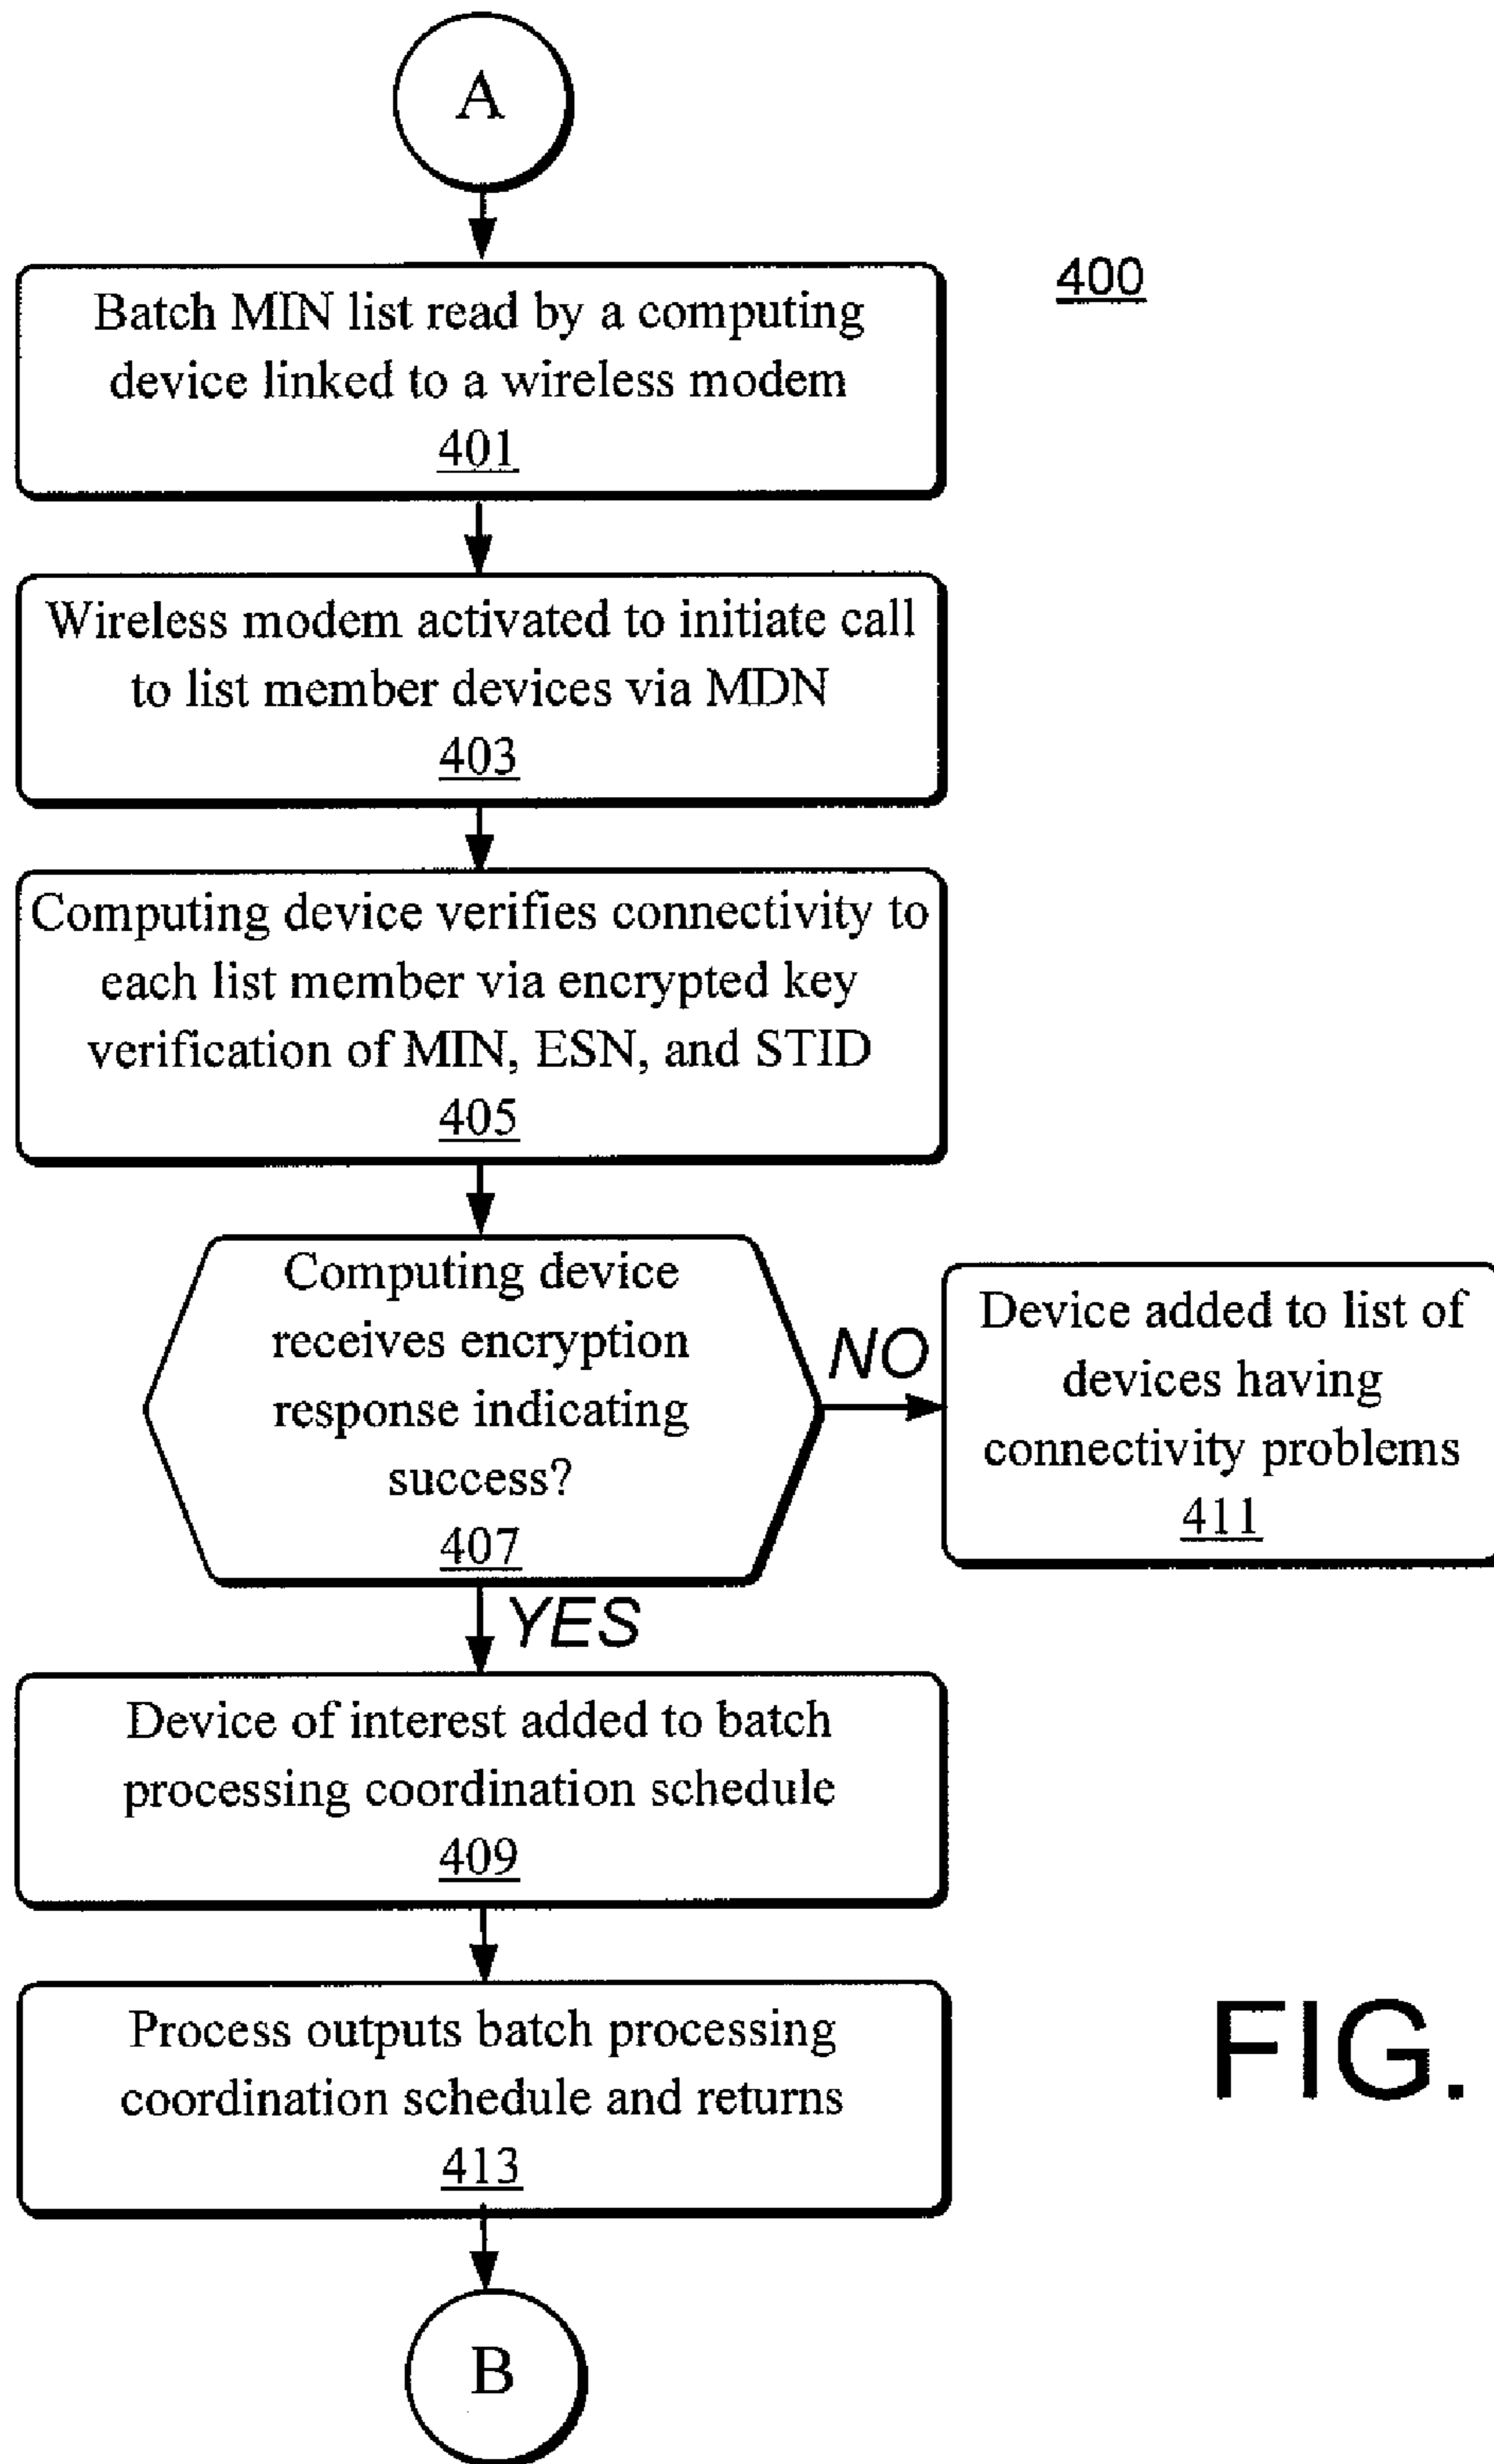 A
400
Batch MIN list read by a computing
device linked to a wireless modem
401
Wireless modem activated to initiate call
to list member devices via MDN
403
Computing device verifies connectivity to
each list member via encrypted key
verification of MIN, ESN, and STID
405
Computing device
receives encryption
response indicating
success?
407
NO
Device added to list of
devices having
connectivity problems
411
YES
Device of interest added to batch
processing coordination schedule
409
Process outputs batch processing
coordination schedule and returns
413
FIG.
B